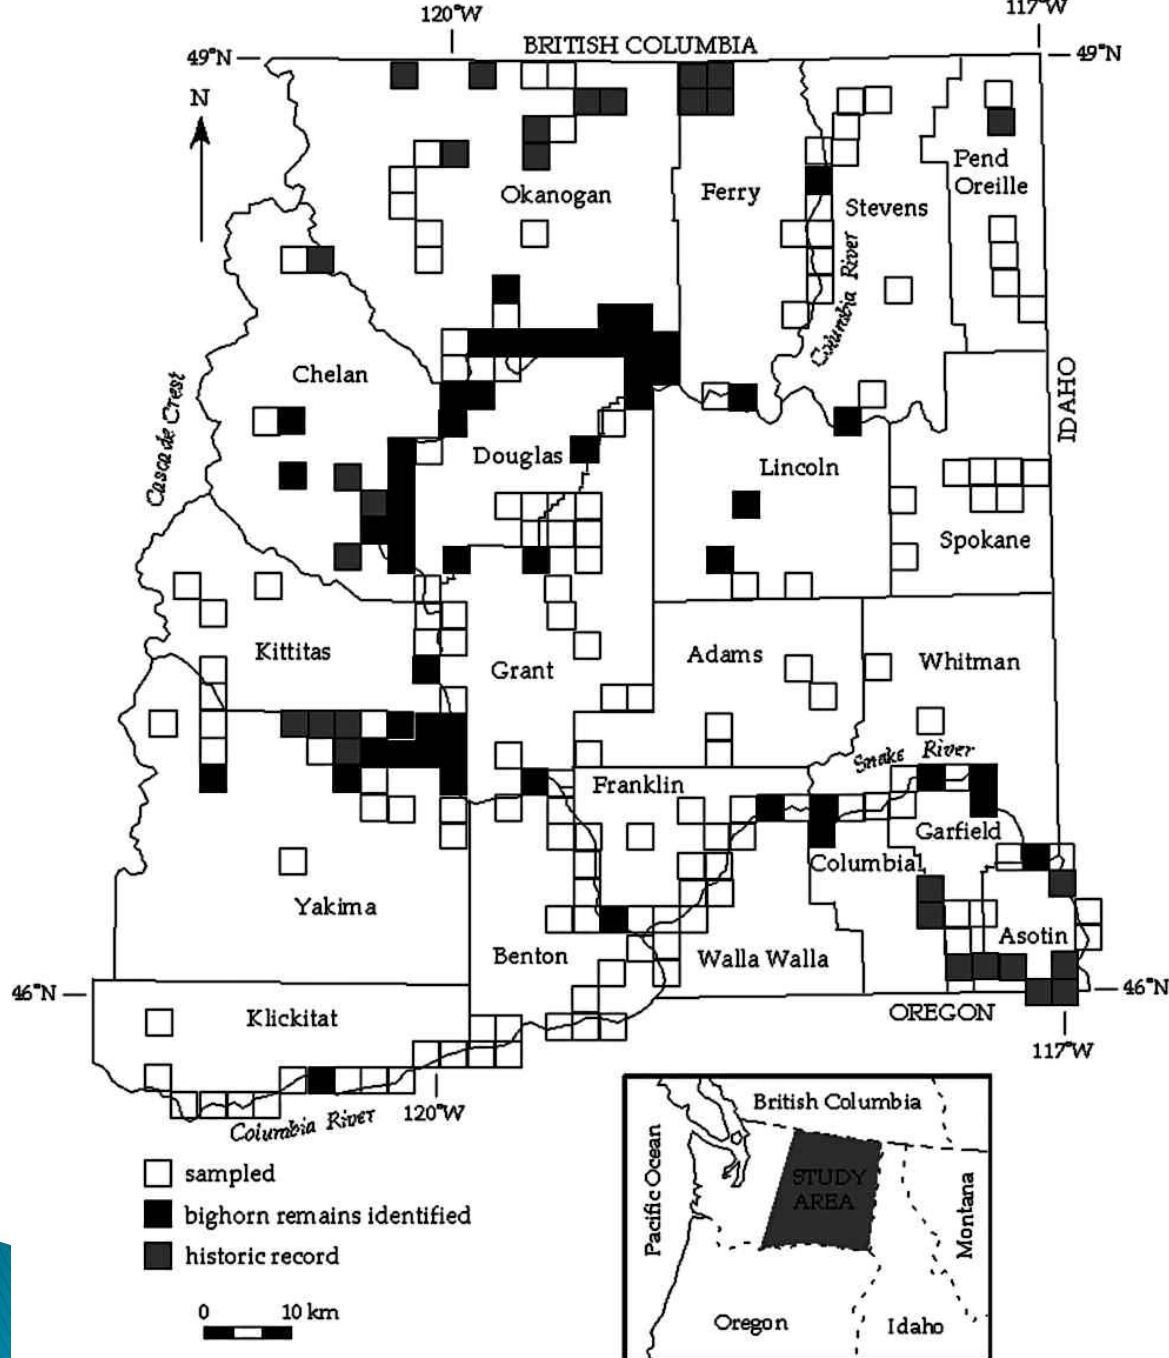 120°W
117°W
BRITISH COLUMBIA
49°N
49°N
N
Pend
Oreille
Okanogan
Ferry
Stevens
Columbia River
Chelan
Cascade Crest
IDAHO
Douglas
Lincoln
Spokane
Kittitas
Grant
Adams
Whitman
Snake River
Franklin
Garfield
Columbia
Yakima
Asotin
Benton
Walla Walla
46°N
46°N
Klickitat
OREGON
117°W
120°W
Columbia River
sampled
bighorn remains identified
historic record
0 10 km
British Columbia
Pacific Ocean
STUDY
AREA
Montana
Oregon
Idaho